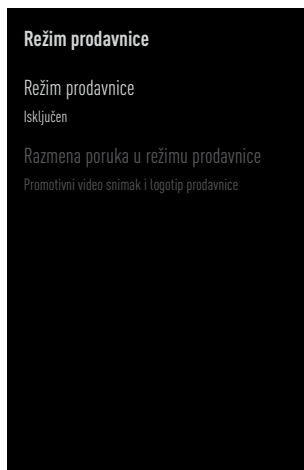 Režim prodavnice
Režim prodavnice
Isključen
Razmena poruka u režimu prodavnice
Promotivni video snimak i logotip prodavnice